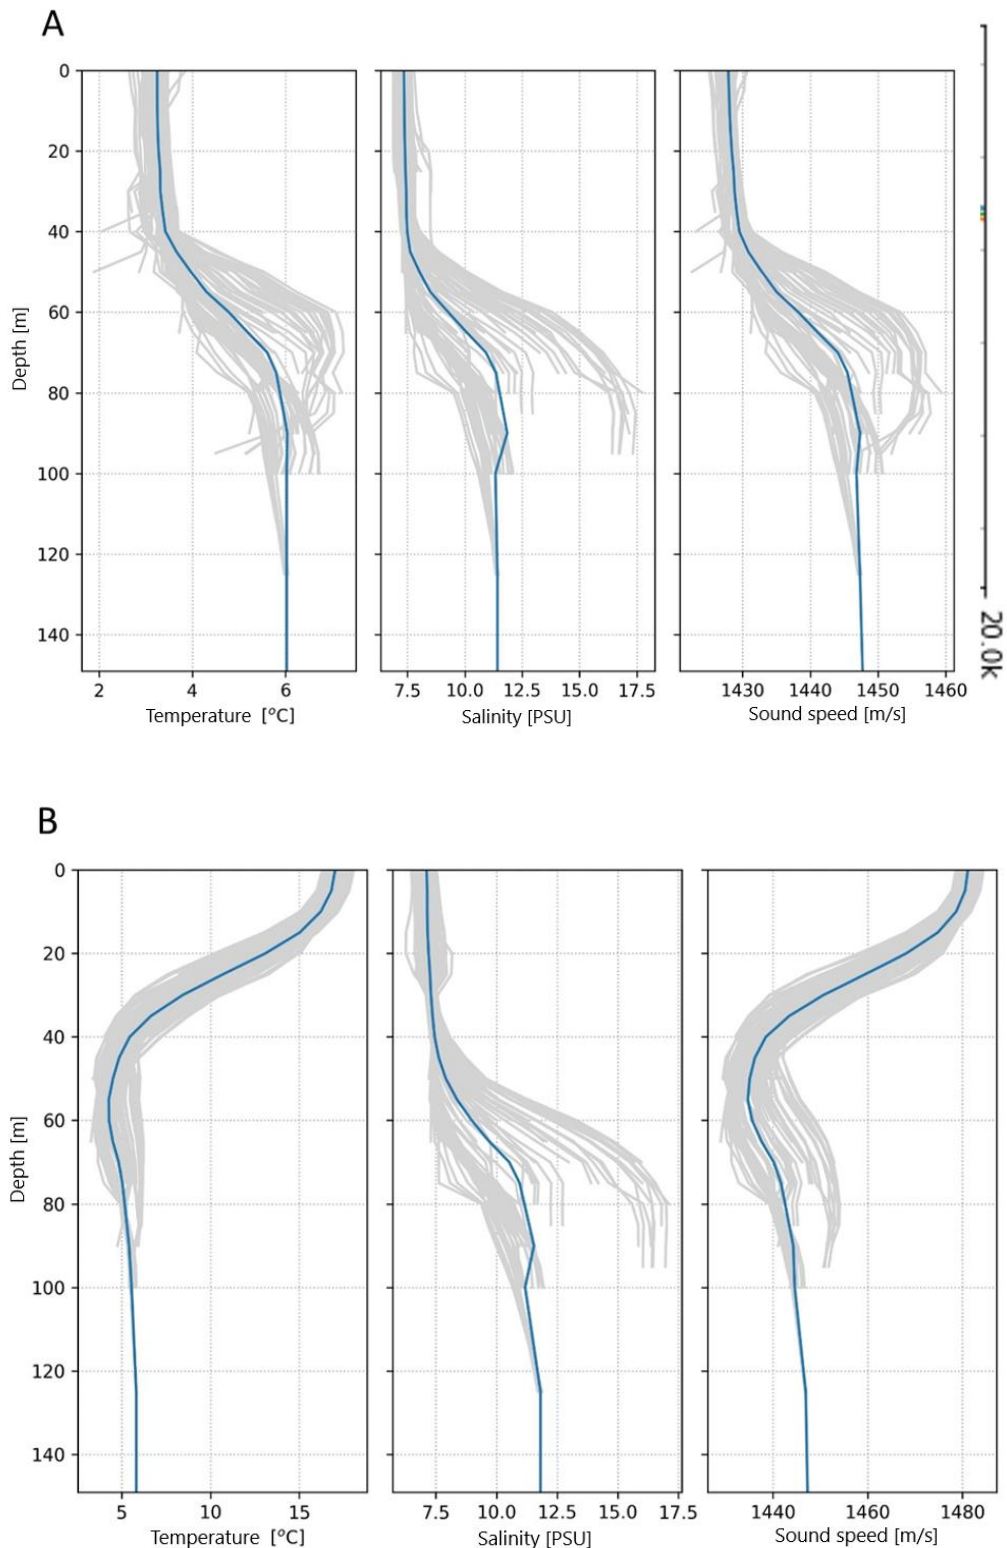 A
0
20
40
60
80
100
120
140
Depth [m]
2 4 6
Temperature [°C]
7.5 10.0 12.5 15.0 17.5
Salinity [PSU]
1430 1440 1450 1460
Sound speed [m/s]
20.0k
B
0
20
40
60
80
100
120
140
Depth [m]
5 10 15
Temperature [°C]
7.5 10.0 12.5 15.0 17.5
Salinity [PSU]
1440 1460 1480
Sound speed [m/s]